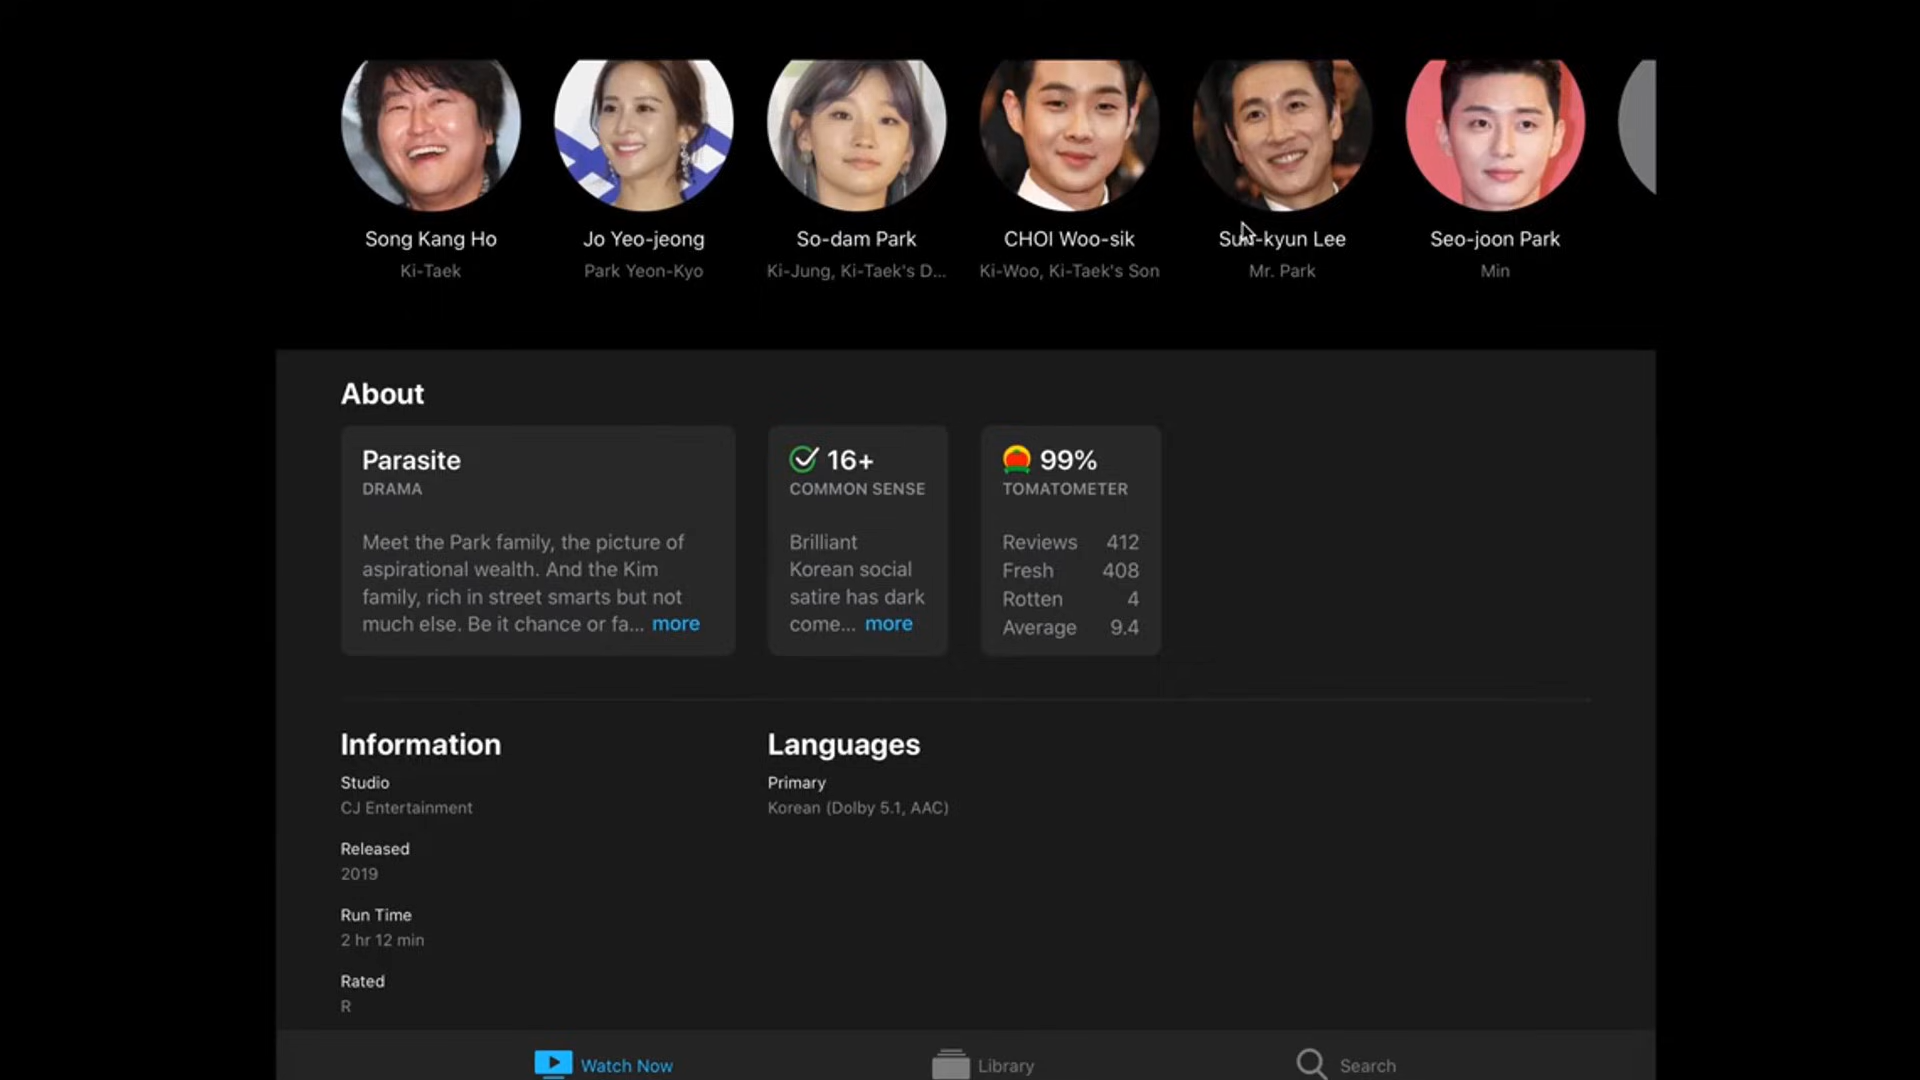 Song Kang Ho
Ki-Taek
Jo Yeo-jeong
Park Yeon-Kyo
So-dam Park
Ki-Jung, Ki-Taek's D...
CHOI Woo-sik
Ki-Woo, Ki-Taek's Son
Sun-kyun Lee
Mr. Park
Seo-joon Park
Min
About
Parasite
DRAMA
Meet the Park family, the picture of
aspirational wealth. And the Kim
family, rich in street smarts but not
much else. Be it chance or fa... more
16+
COMMON SENSE
Brilliant
Korean social
satire has dark
come... more
99%
TOMATOMETER
Reviews 412
Fresh 408
Rotten 4
Average 9.4
Information
Studio
CJ Entertainment
Released
2019
Run Time
2 hr 12 min
Rated
R
Languages
Primary
Korean (Dolby 5.1, AAC)
Watch Now
Library
Search